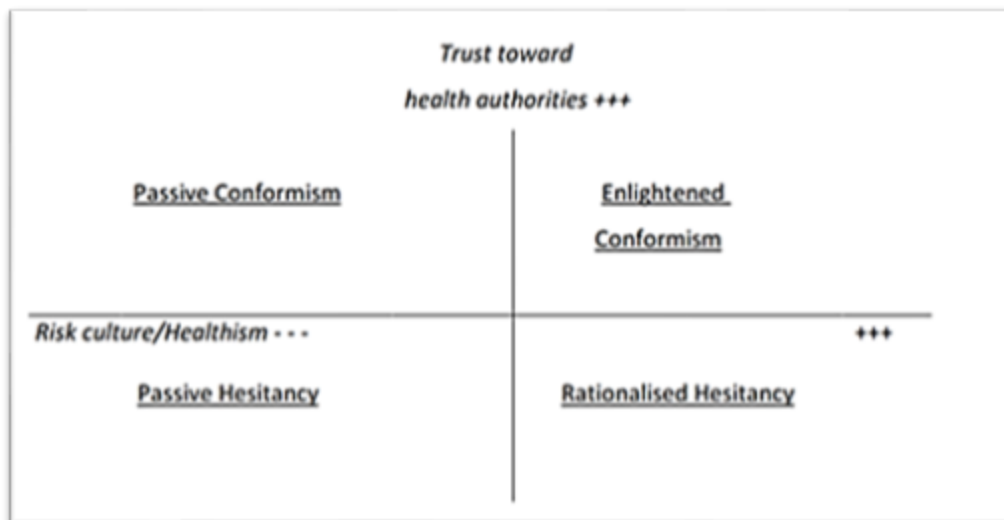 Trust toward
health authorities +++
Passive Conformism
Enlightened
Conformism
Risk culture/Healthism - - -
+++
Passive Hesitancy
Rationalised Hesitancy